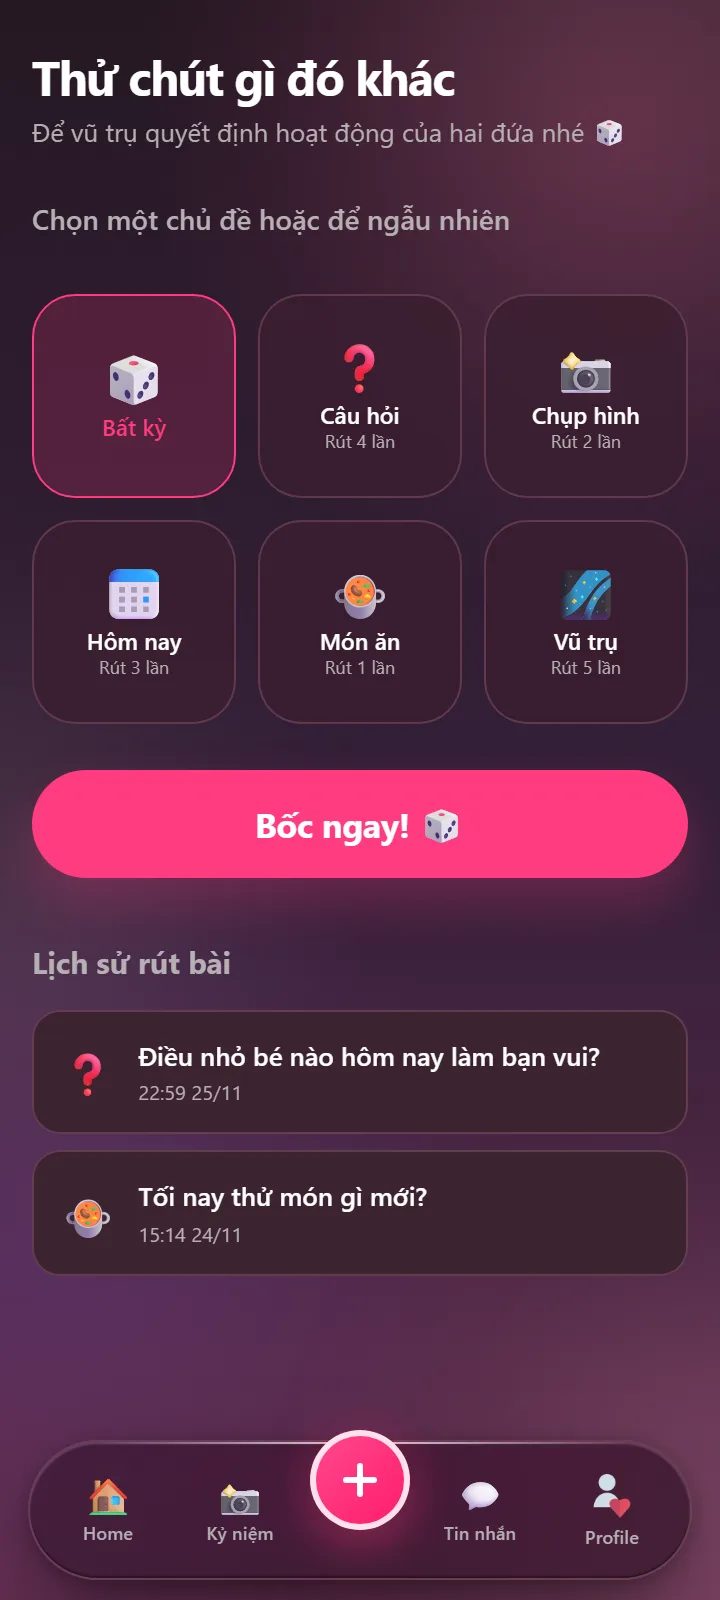 Thử chút gì đó khác
Để vũ trụ quyết định hoạt động của hai đứa nhé
Chọn một chủ đề hoặc để ngẫu nhiên
Bất kỳ
Câu hỏi
Rút 4 lần
Chụp hình
Rút 2 lần
Hôm nay
Rút 3 lần
Món ăn
Rút 1 lần
Vũ trụ
Rút 5 lần
Bốc ngay!
Lịch sử rút bài
Điều nhỏ bé nào hôm nay làm bạn vui?
22:59 25/11
Tối nay thử món gì mới?
15:14 24/11
Home
Kỷ niệm
Tin nhắn
Profile